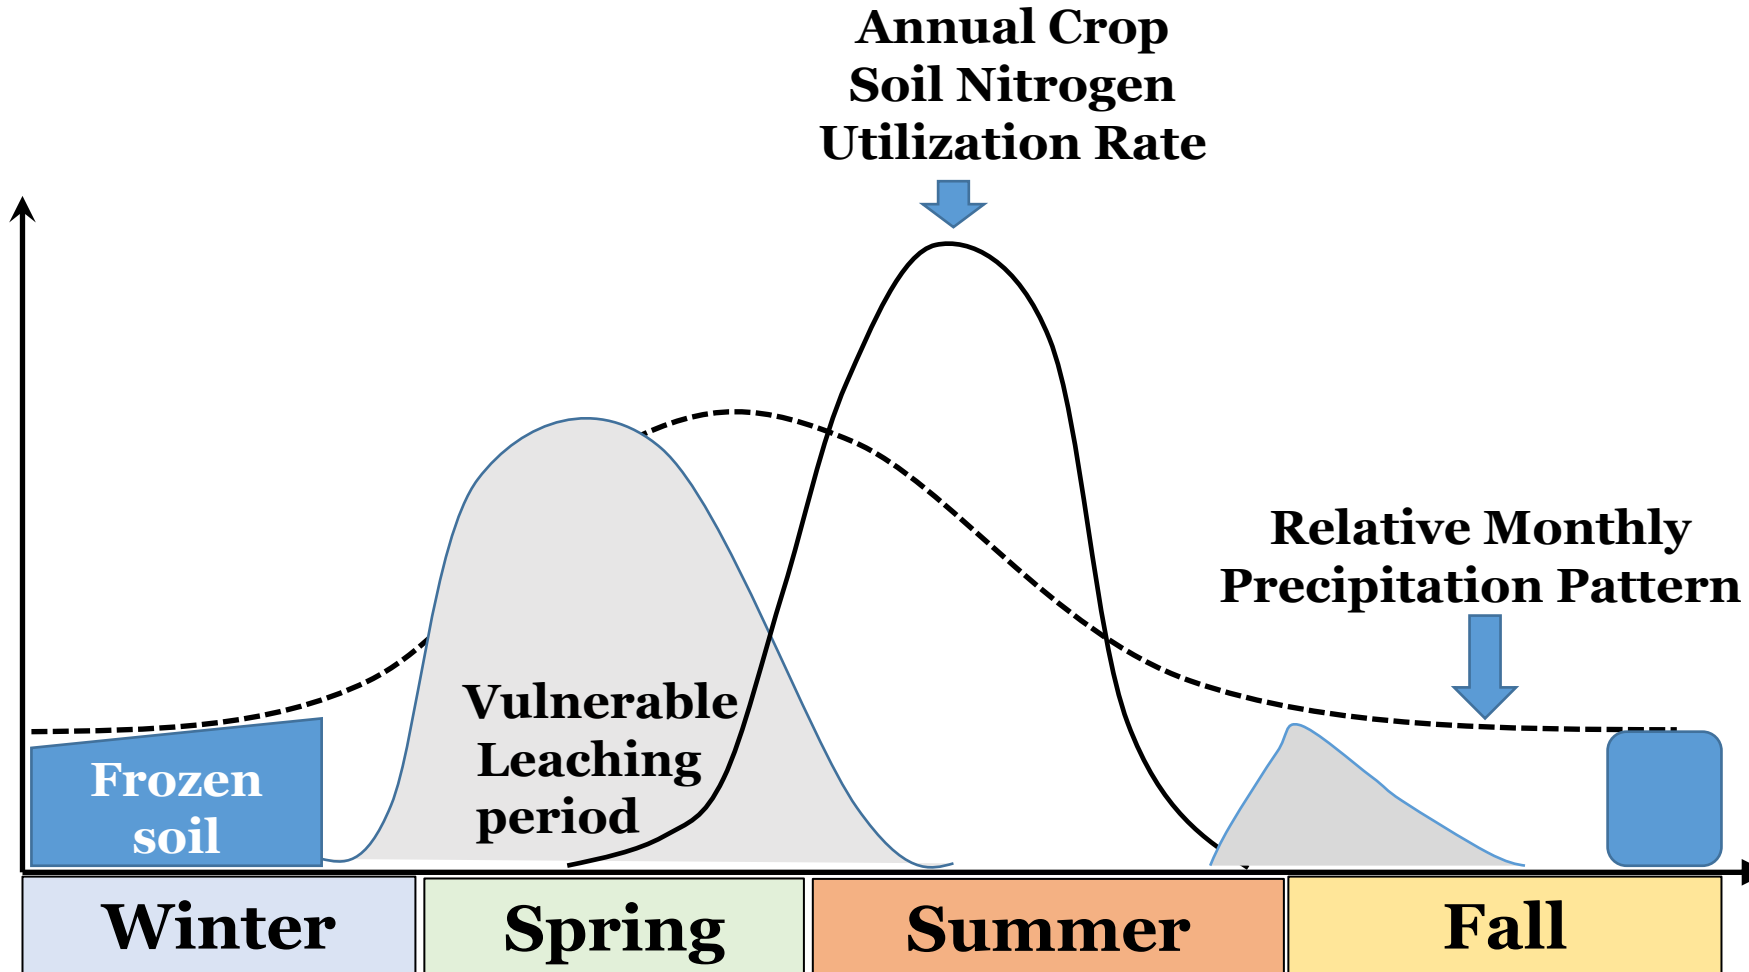 Annual Crop
Soil Nitrogen
Utilization Rate
Relative Monthly
Precipitation Pattern
Vulnerable
Leaching
period
Frozen
soil
Winter
Spring
Summer
Fall